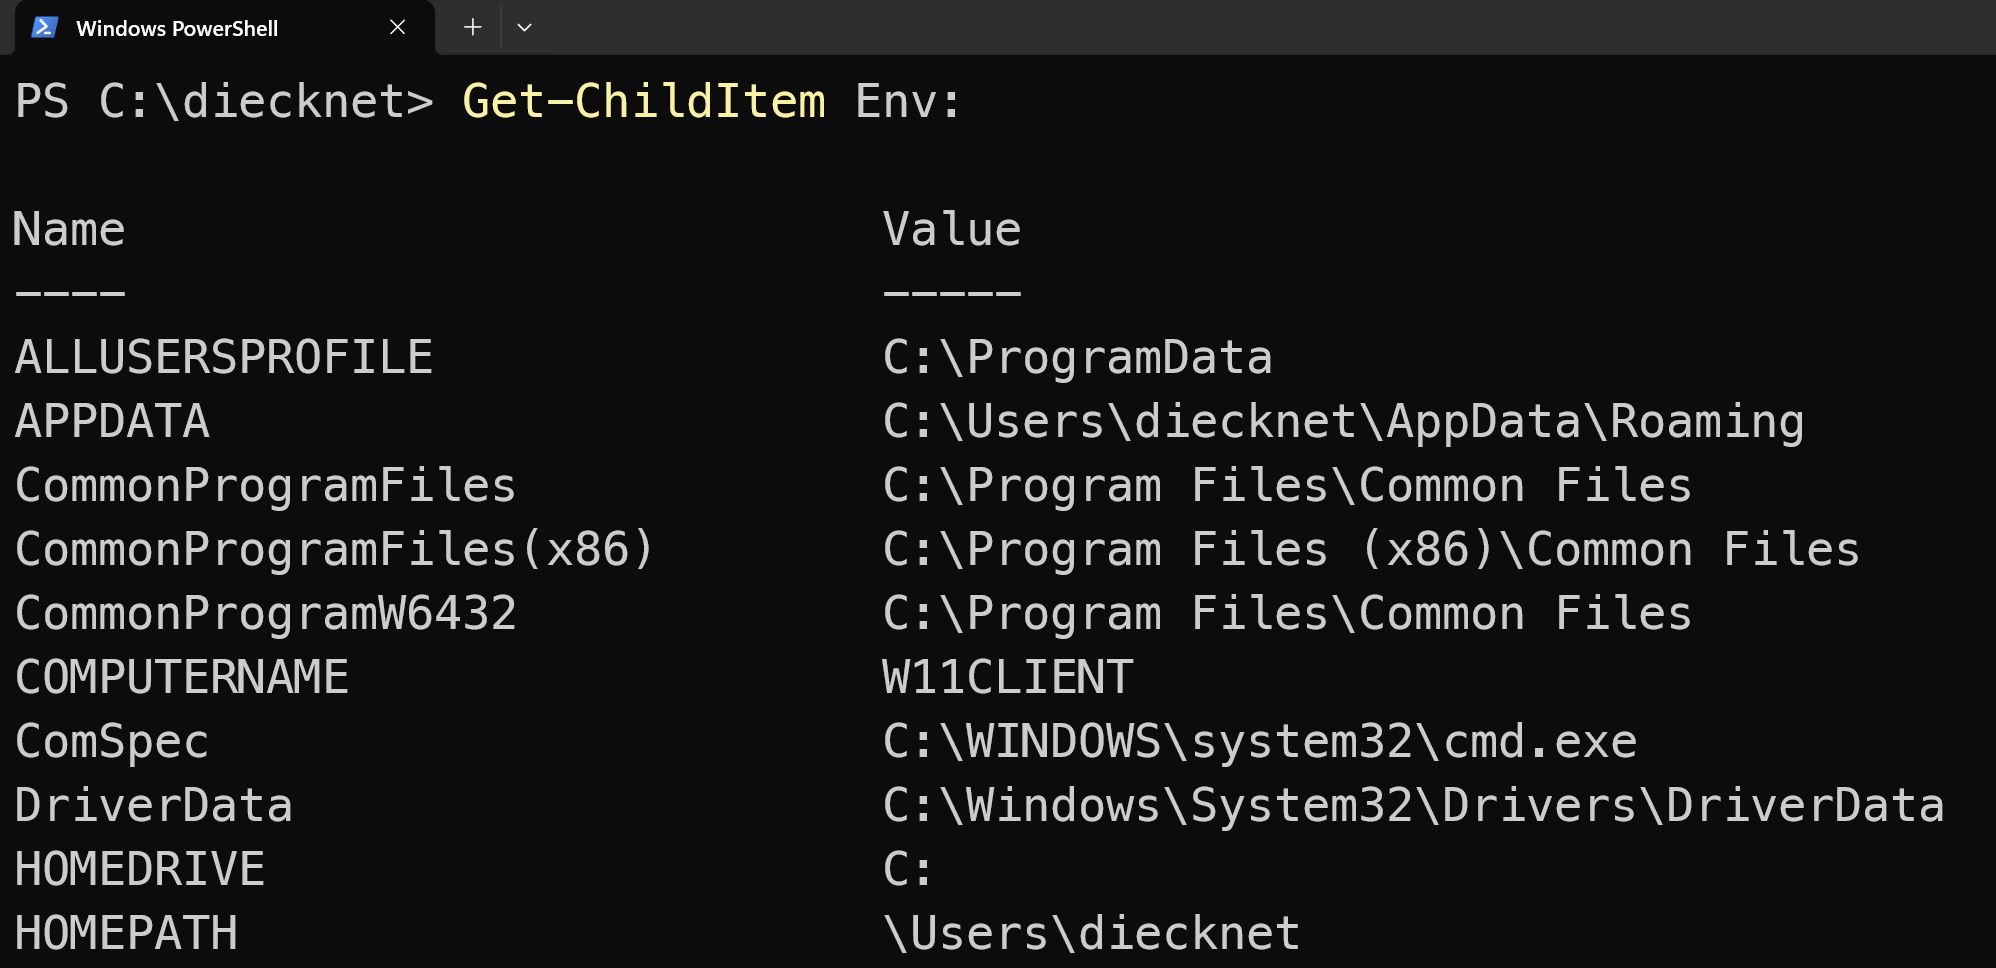 Windows PowerShell
PS C:\diecknet> Get-ChildItem Env:
Name Value
---- -----
ALLUSERSPROFILE C:\ProgramData
APPDATA C:\Users\diecknet\AppData\Roaming
CommonProgramFiles C:\Program Files\Common Files
CommonProgramFiles(x86) C:\Program Files (x86)\Common Files
CommonProgramW6432 C:\Program Files\Common Files
COMPUTERNAME W11CLIENT
ComSpec C:\WINDOWS\system32\cmd.exe
DriverData C:\Windows\System32\Drivers\DriverData
HOMEDRIVE C:
HOMEPATH \Users\diecknet